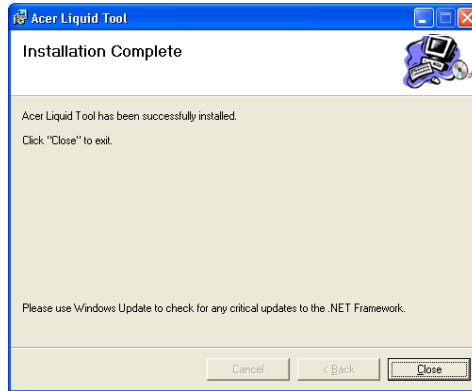 Acer Liquid Tool
Installation Complete
Acer Liquid Tool has been successfully installed.
Click "Close" to exit.
Please use Windows Update to check for any critical updates to the .NET Framework.
Cancel
< Back
Close